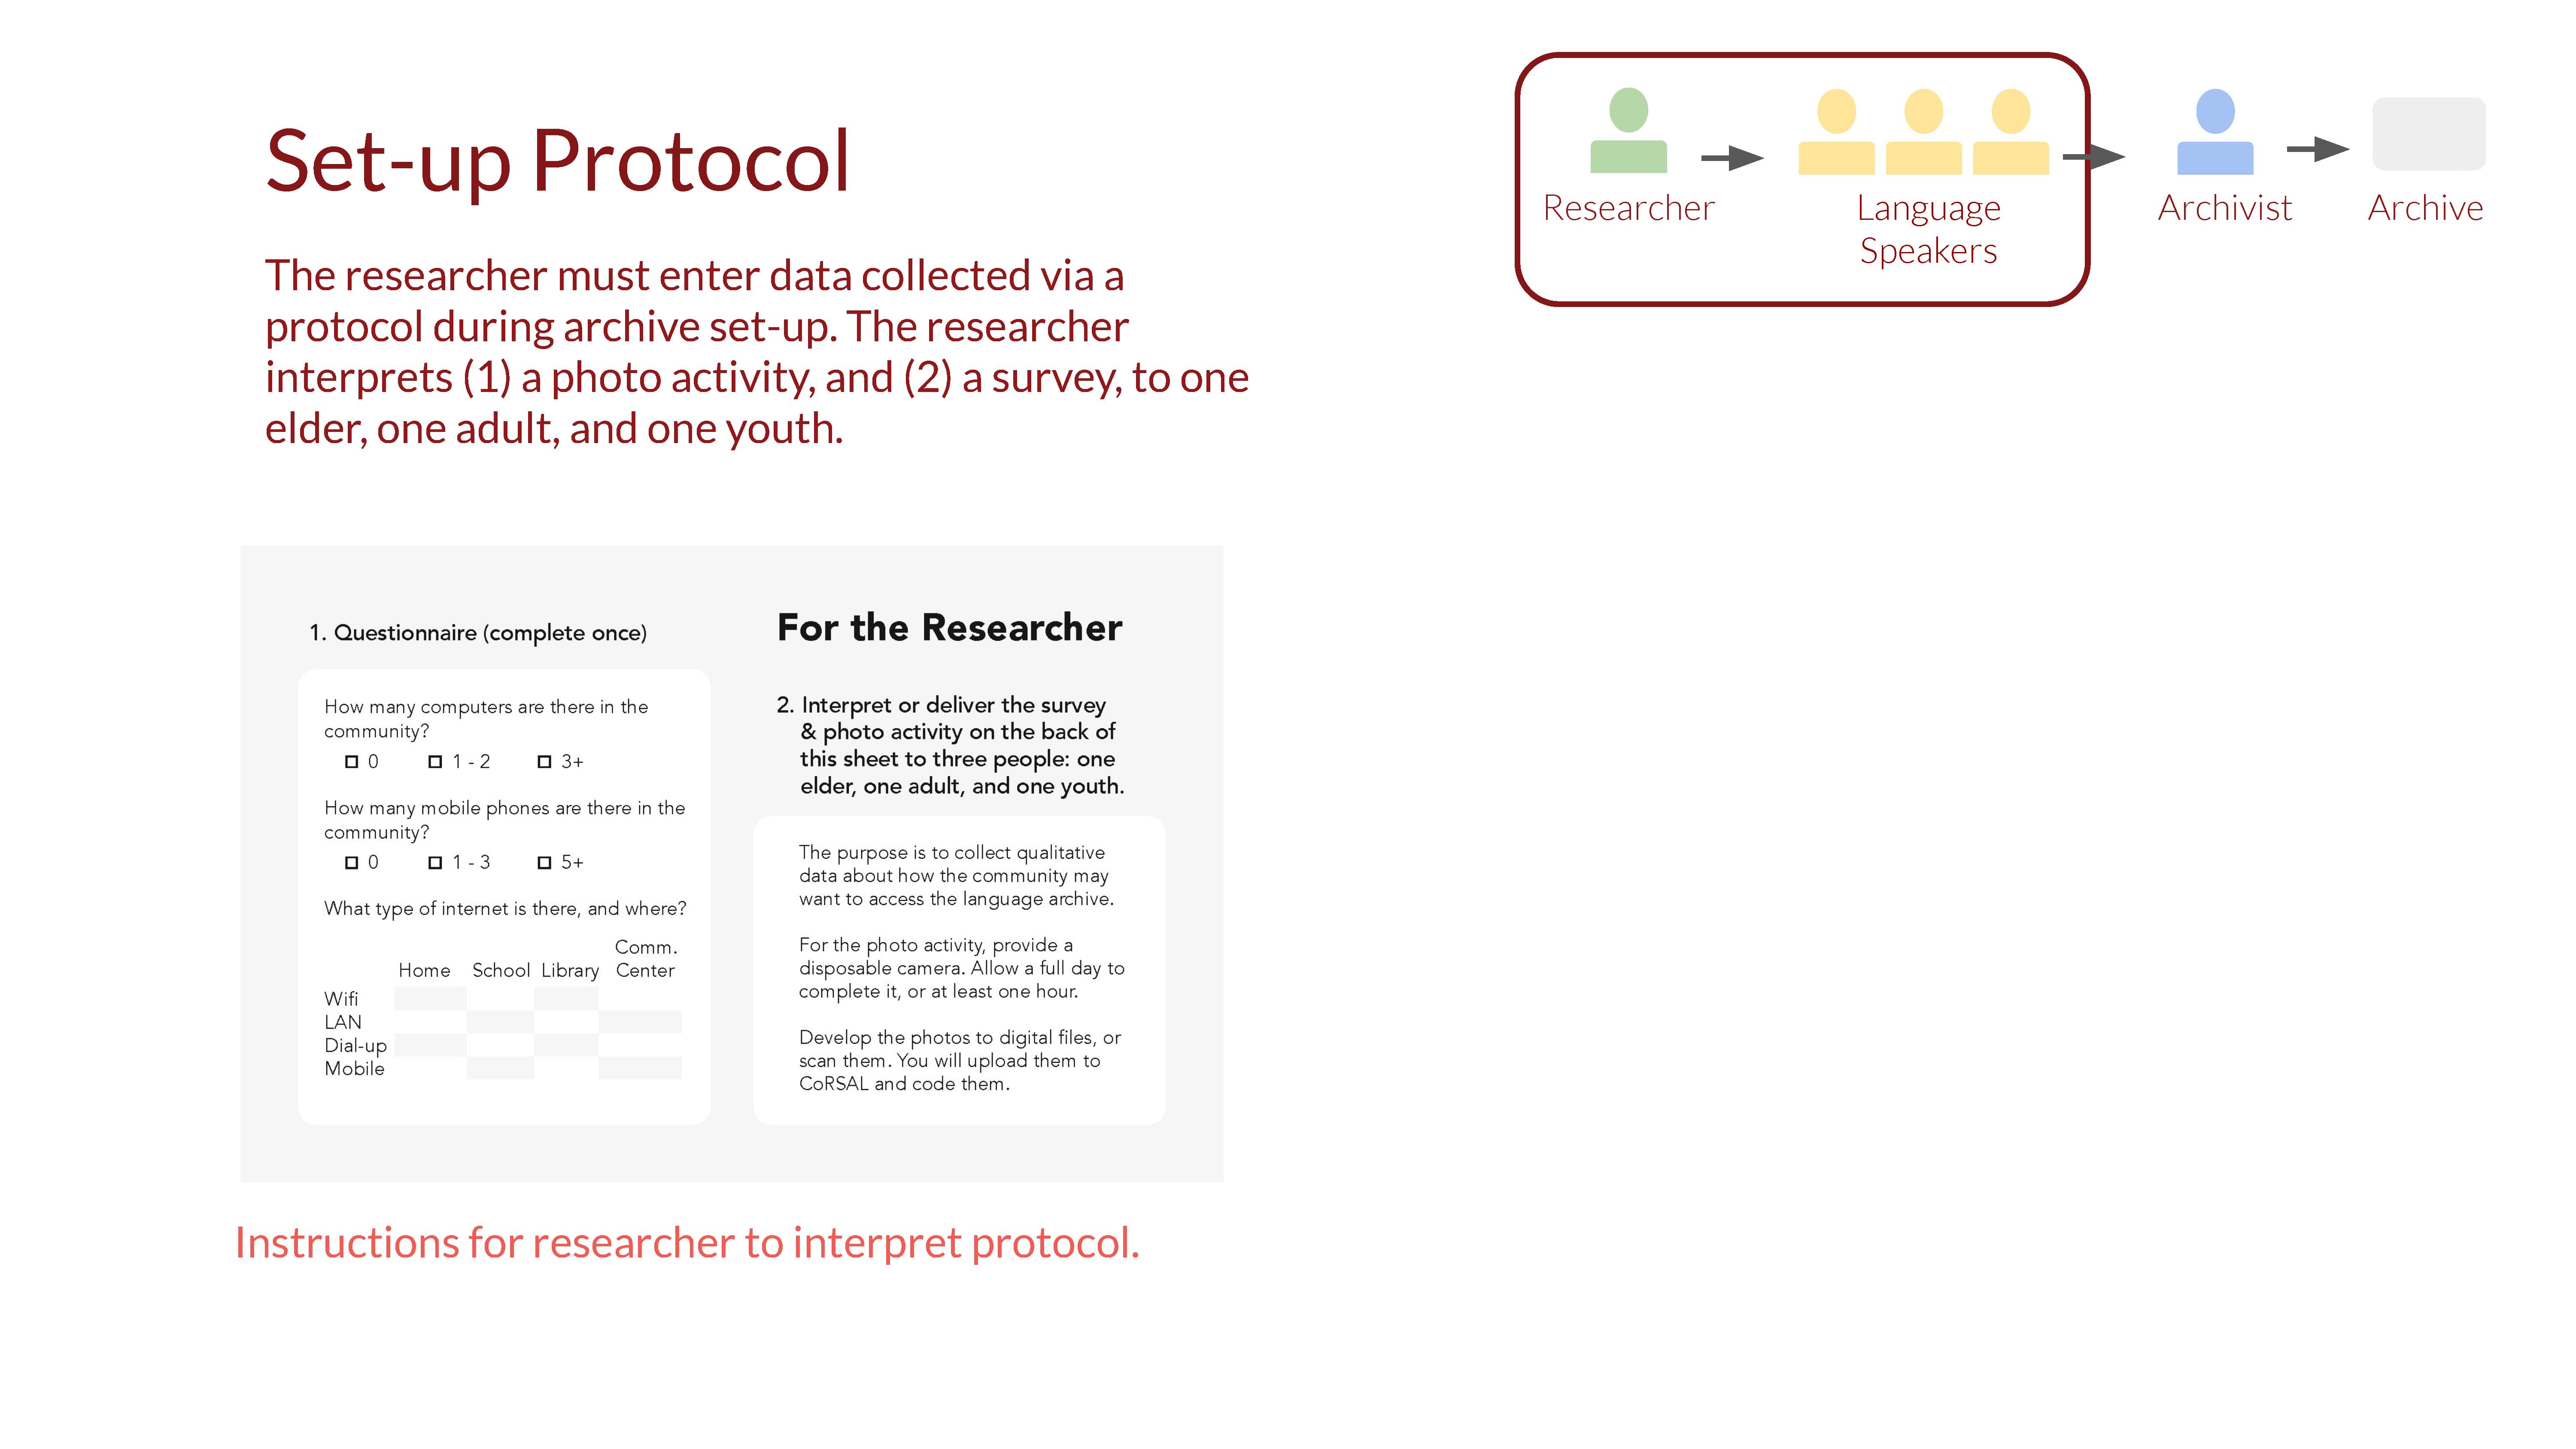 Set-up Protocol
The researcher must enter data collected via a
protocol during archive set-up. The researcher
interprets (1) a photo activity, and (2) a survey, to one
elder, one adult, and one youth.
Researcher
Language
Speakers
Archivist
Archive
1. Questionnaire (complete once)
How many computers are there in the
community?
0 1 - 2 3+
How many mobile phones are there in the
community?
0 1 - 3 5+
What type of internet is there, and where?
Comm.
Home School Library Center
Wifi
LAN
Dial-up
Mobile
For the Researcher
2. Interpret or deliver the survey
& photo activity on the back of
this sheet to three people: one
elder, one adult, and one youth.
The purpose is to collect qualitative
data about how the community may
want to access the language archive.
For the photo activity, provide a
disposable camera. Allow a full day to
complete it, or at least one hour.
Develop the photos to digital files, or
scan them. You will upload them to
CoRSAL and code them.
Instructions for researcher to interpret protocol.